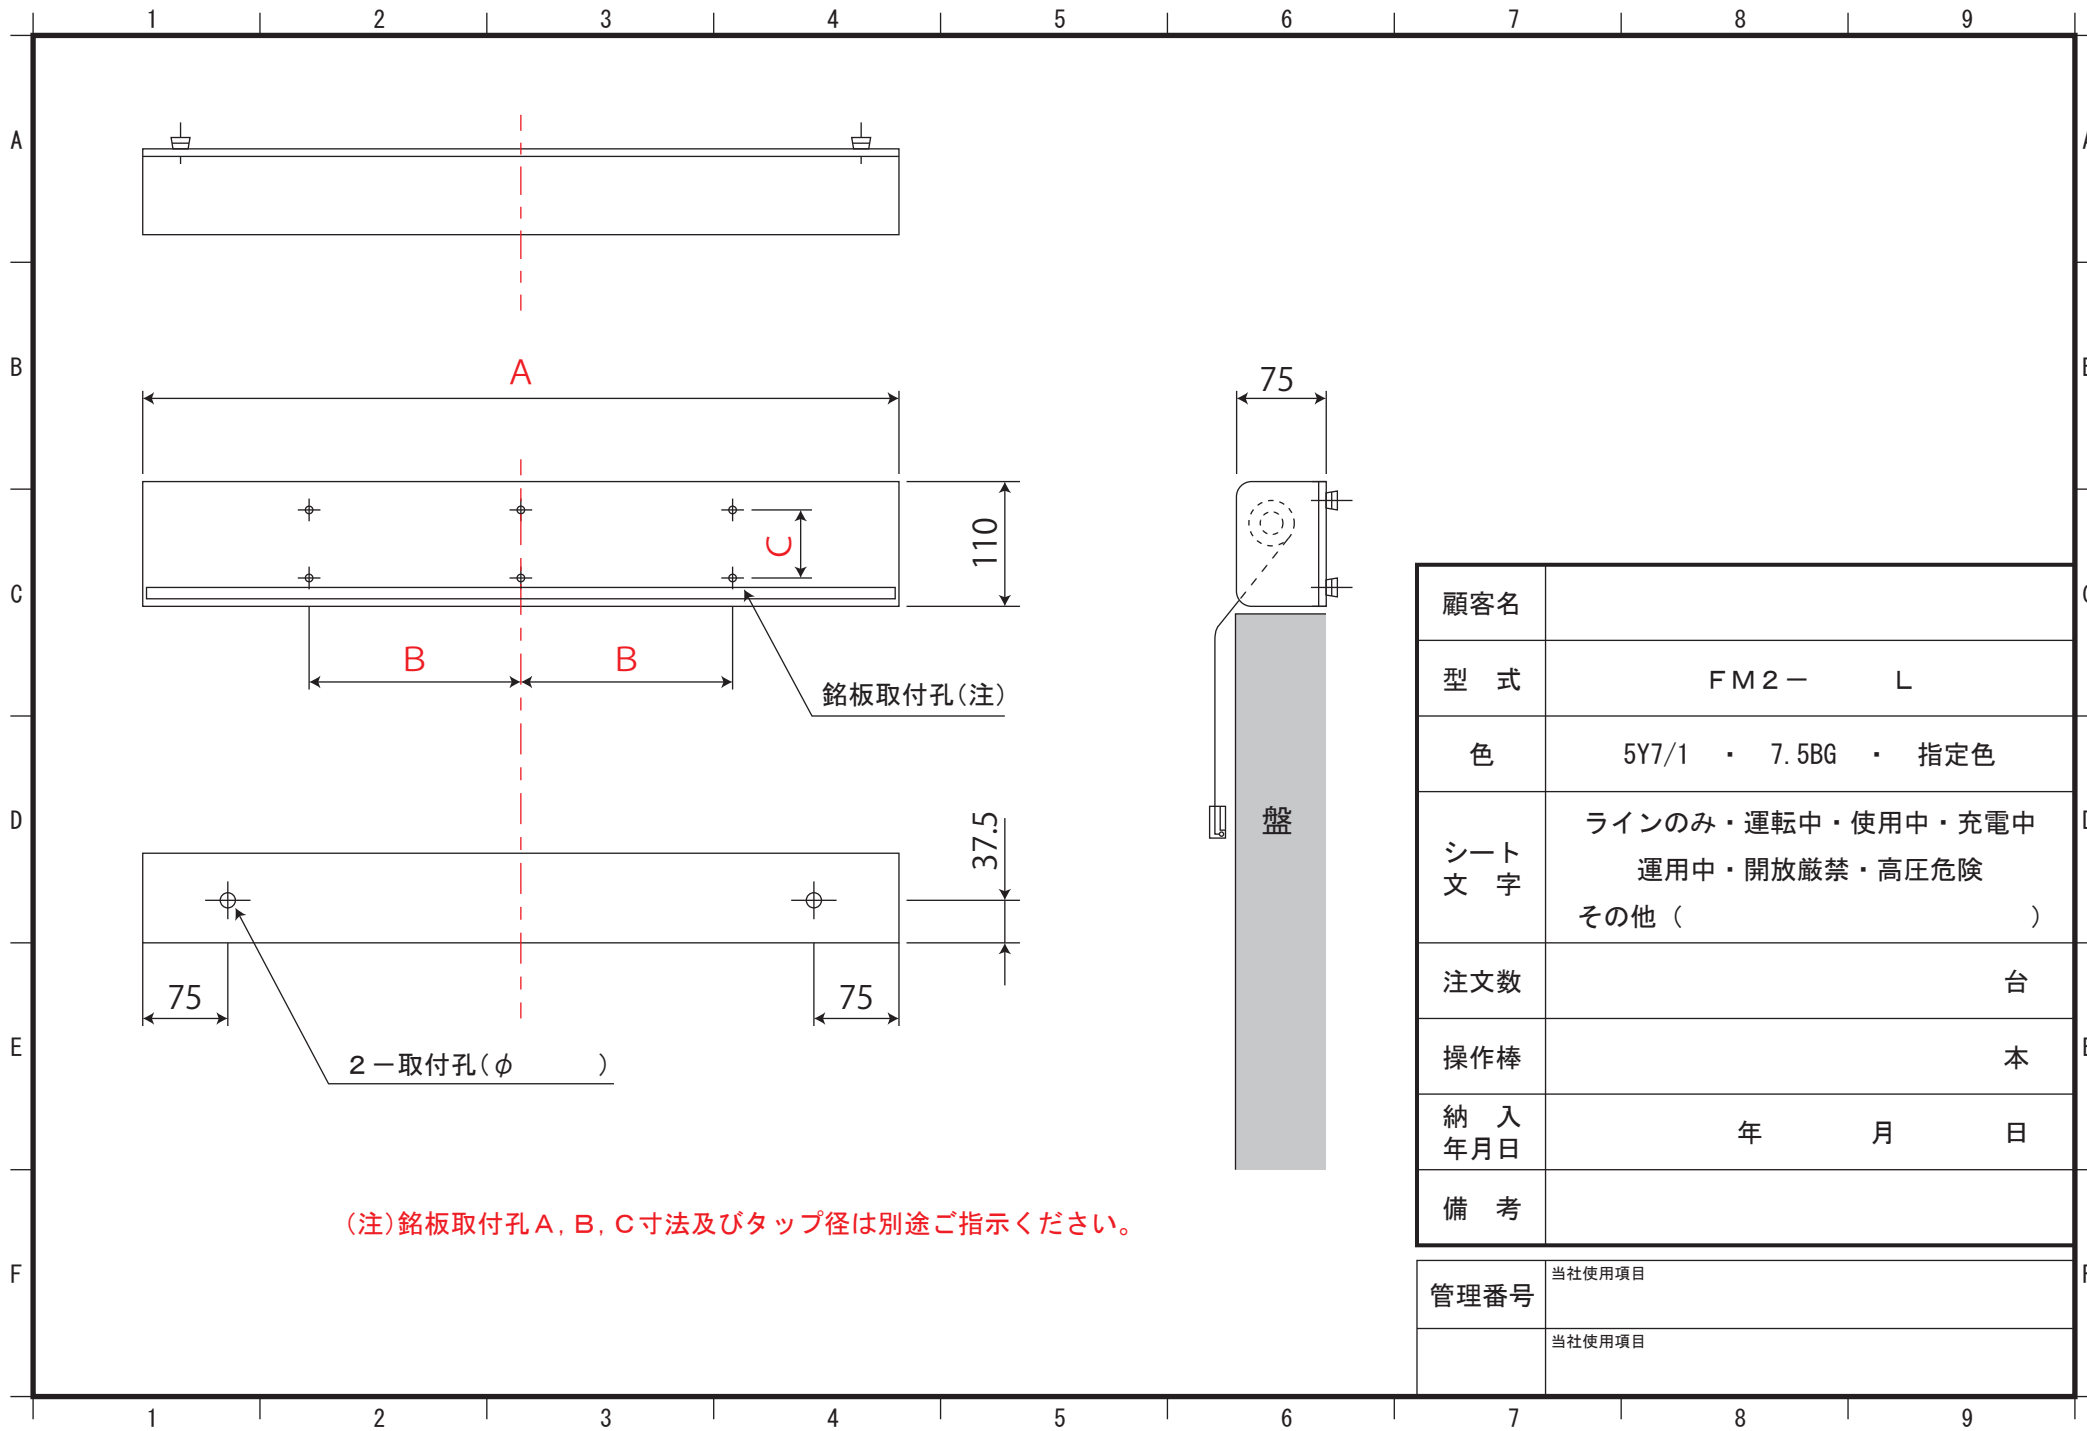 1 2 3 4 5 6 7 8 9
A
B
C
D
E
F
A
B
B
C
110
銘板取付孔(注)
37.5
75
75
2－取付孔(φ　　　)
75
盤
(注)銘板取付孔A, B, C寸法及びタップ径は別途ご指示ください。
顧客名
型　式　FM2－　　L
色　5Y7/1　・　7.5BG　・　指定色
シート
文　字
ラインのみ・運転中・使用中・充電中
運用中・開放厳禁・高圧危険
その他（　　　　　　）
注文数　台
操作棒　本
納　入
年月日
年　月　日
備　考
管理番号　当社使用項目
当社使用項目
1 2 3 4 5 6 7 8 9